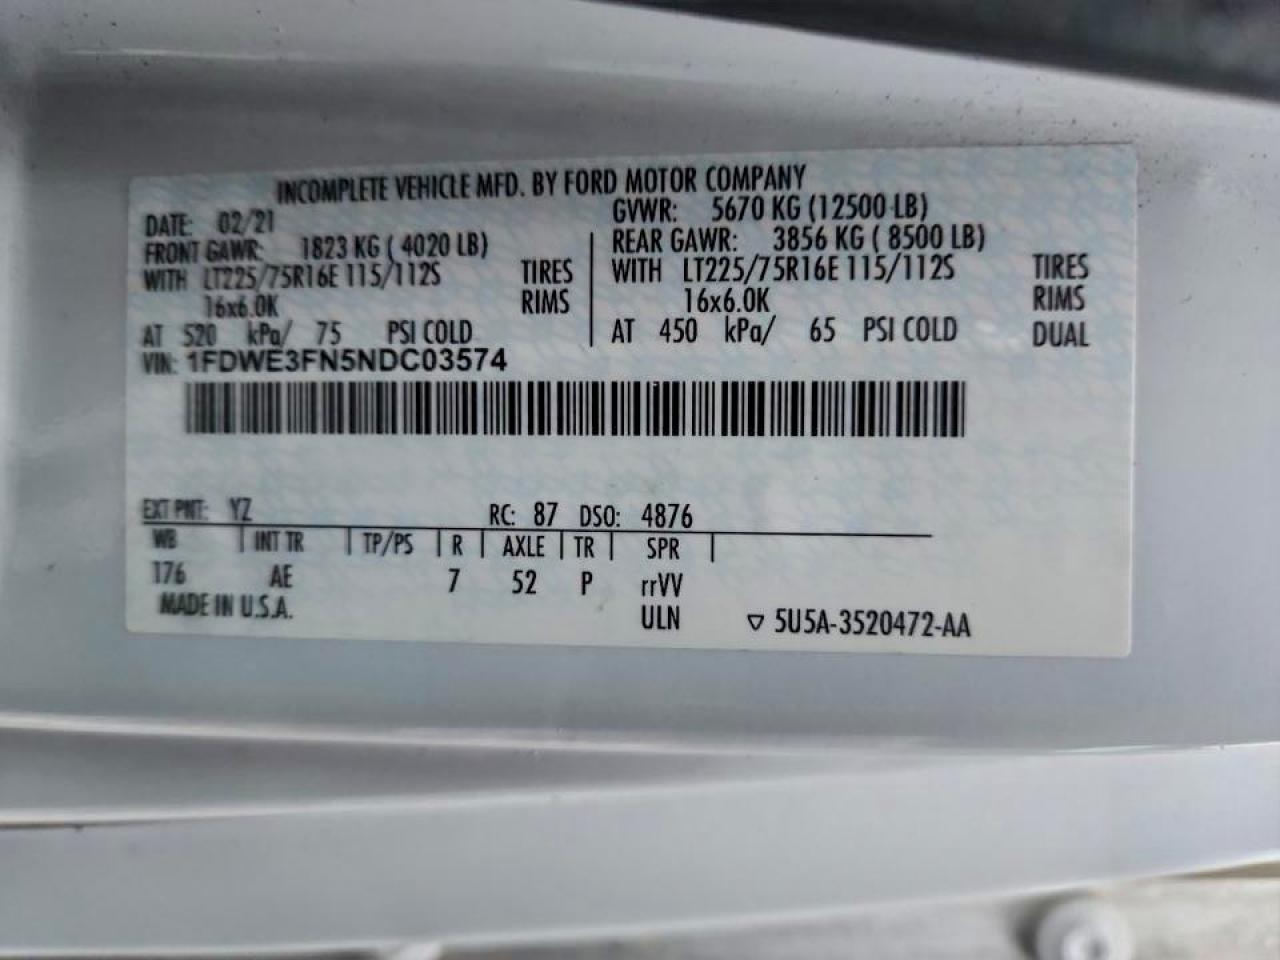 INCOMPLETE VEHICLE MFD. BY FORD MOTOR COMPANY
DATE: 02/21 GVWR: 5670 KG (12500 LB)
FRONT GAWR: 1823 KG ( 4020 LB) REAR GAWR: 3856 KG ( 8500 LB)
WITH LT225/75R16E 115/112S TIRES WITH LT225/75R16E 115/112S TIRES
16x6.0K RIMS 16x6.0K RIMS
AT 520 kPa/ 75 PSI COLD AT 450 kPa/ 65 PSI COLD DUAL
VIN: 1FDWE3FN5NDC03574
EXT PNT: YZ RC: 87 DSO: 4876
WB | INT TR | TP/PS | R | AXLE | TR | SPR |
176 AE 7 52 P rrVV
MADE IN U.S.A. ULN ▽ 5U5A-3520472-AA